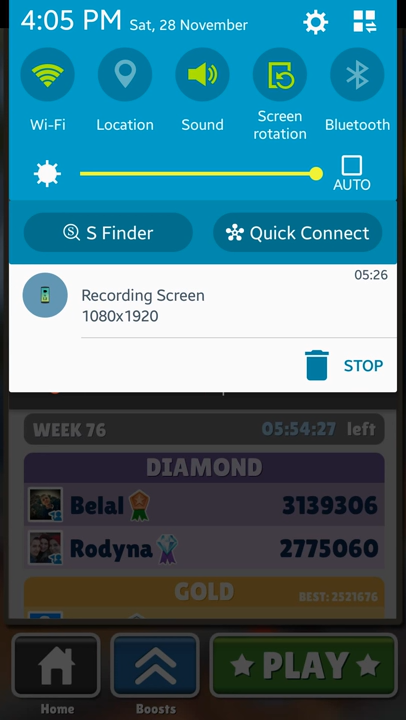 4:05 PM Sat, 28 November
Wi-Fi
Location
Sound
Screen
rotation
Bluetooth
AUTO
S Finder
Quick Connect
05:26
Recording Screen
1080x1920
STOP
WEEK 76
05:54:27 left
DIAMOND
Belal
3139306
Rodyna
2775060
GOLD
BEST: 2521676
PLAY
Home
Boosts